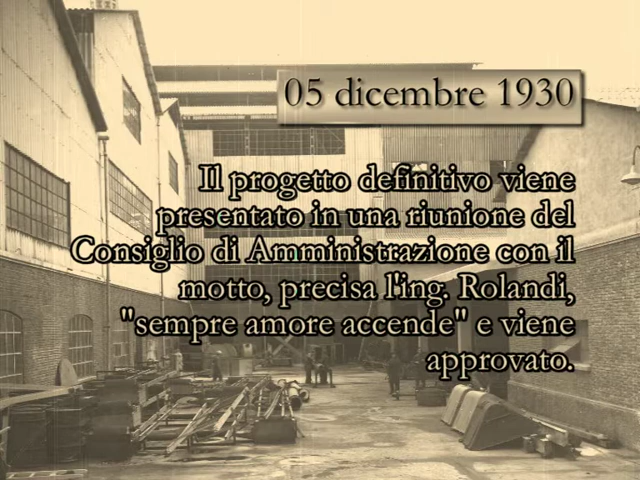 05 dicembre 1930
Il progetto definitivo viene
presentato in una riunione del
Consiglio di Amministrazione con il
motto, precisa l'ing. Rolandi,
"sempre amore accende" e viene
approvato.